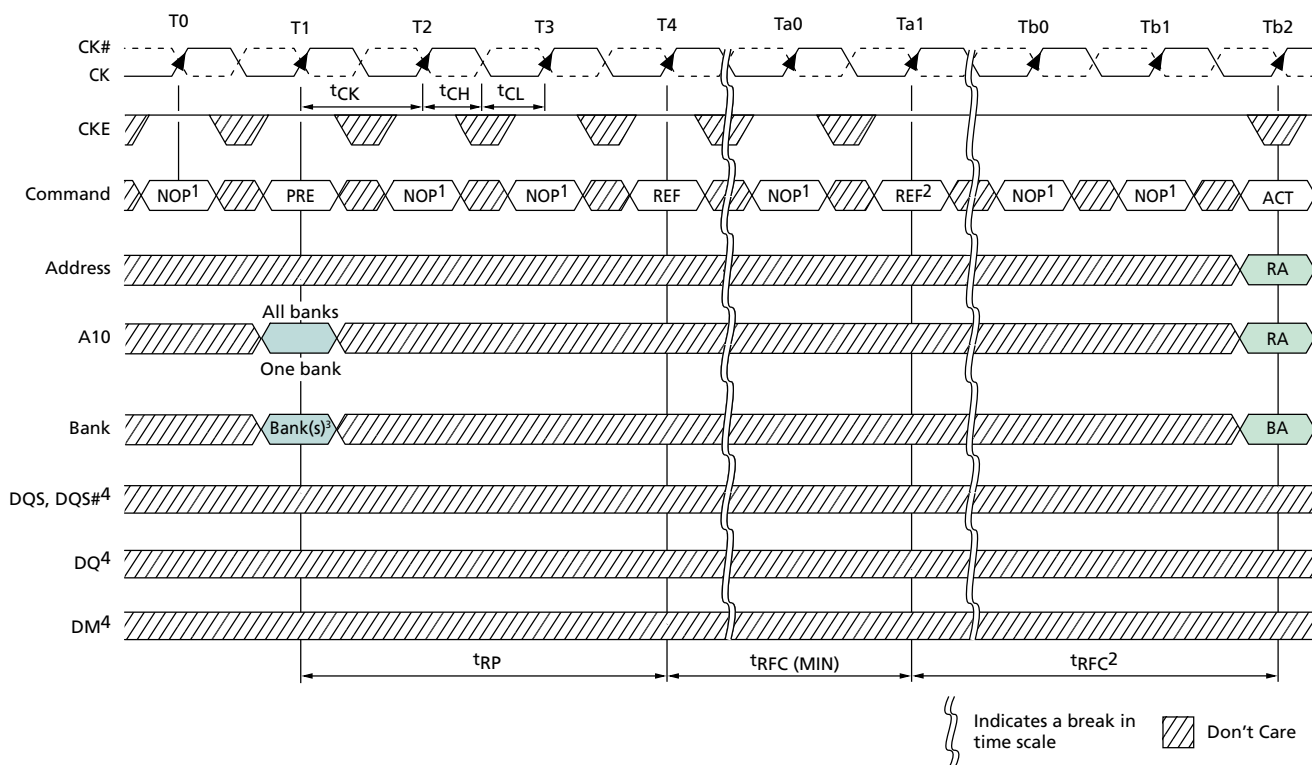 T0 T1 T2 T3 T4 Ta0 Ta1 Tb0 Tb1 Tb2
CK#
CK
tCK tCH tCL
CKE
Command NOP1 PRE NOP1 NOP1 REF NOP1 REF2 NOP1 NOP1 ACT
Address RA
All banks
A10 RA
One bank
Bank Bank(s)3 BA
DQS, DQS#4
DQ4
DM4
tRP tRFC (MIN) tRFC2
Indicates a break in
time scale
Don't Care